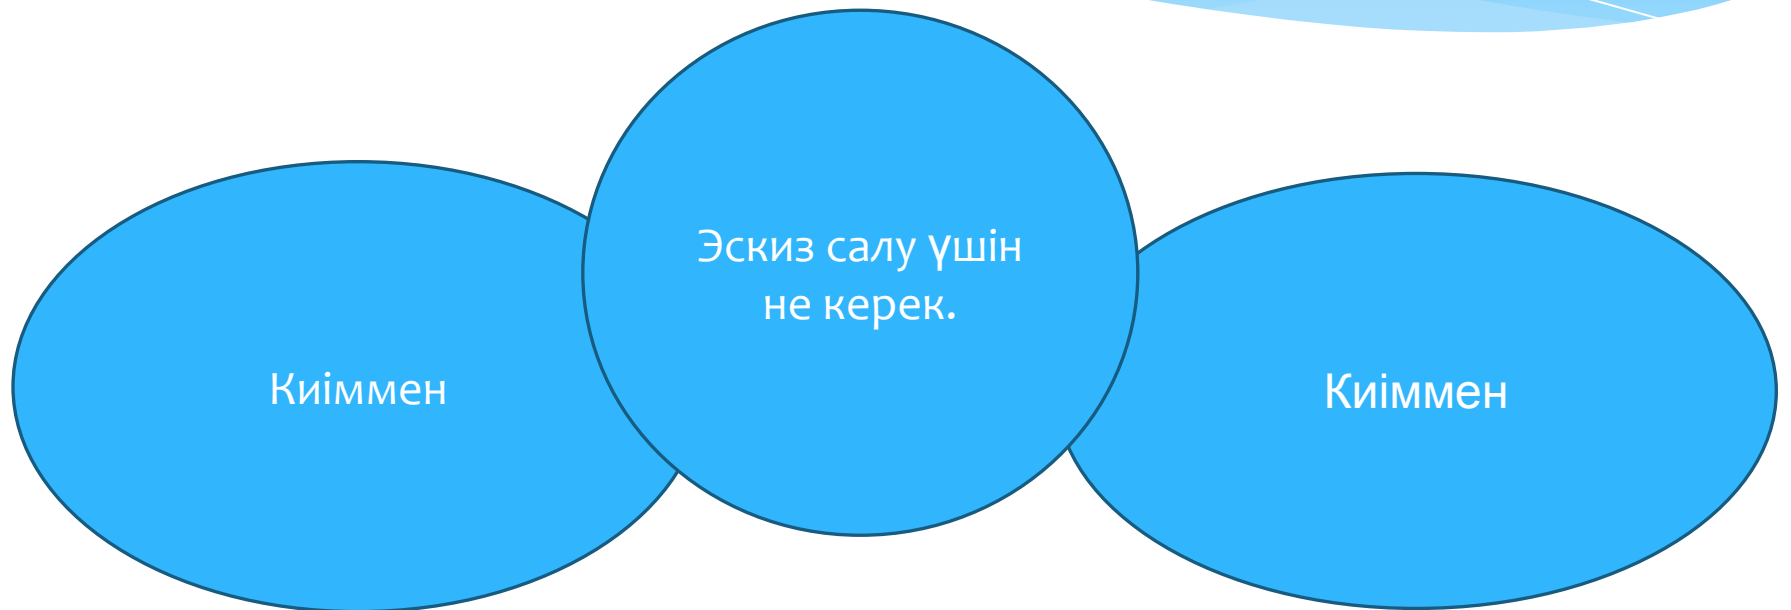 Эскиз салу үшін
не керек.
Киіммен
Киіммен